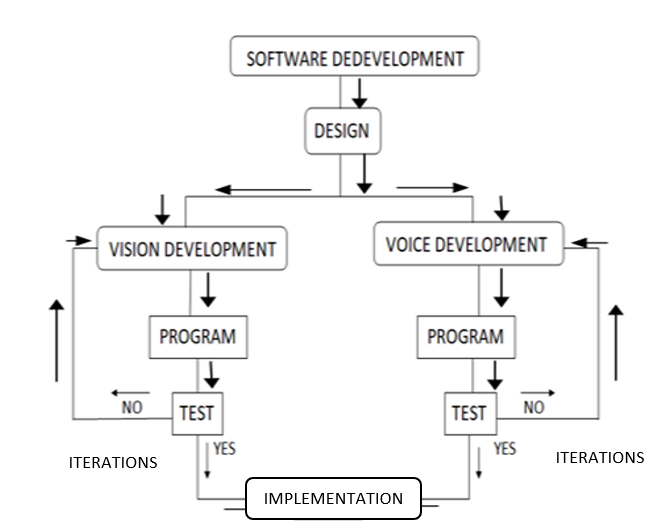 SOFTWARE DEDEVELOPMENT
DESIGN
VISION DEVELOPMENT
VOICE DEVELOPMENT
PROGRAM
PROGRAM
NO
TEST
TEST
NO
YES
YES
ITERATIONS
ITERATIONS
IMPLEMENTATION